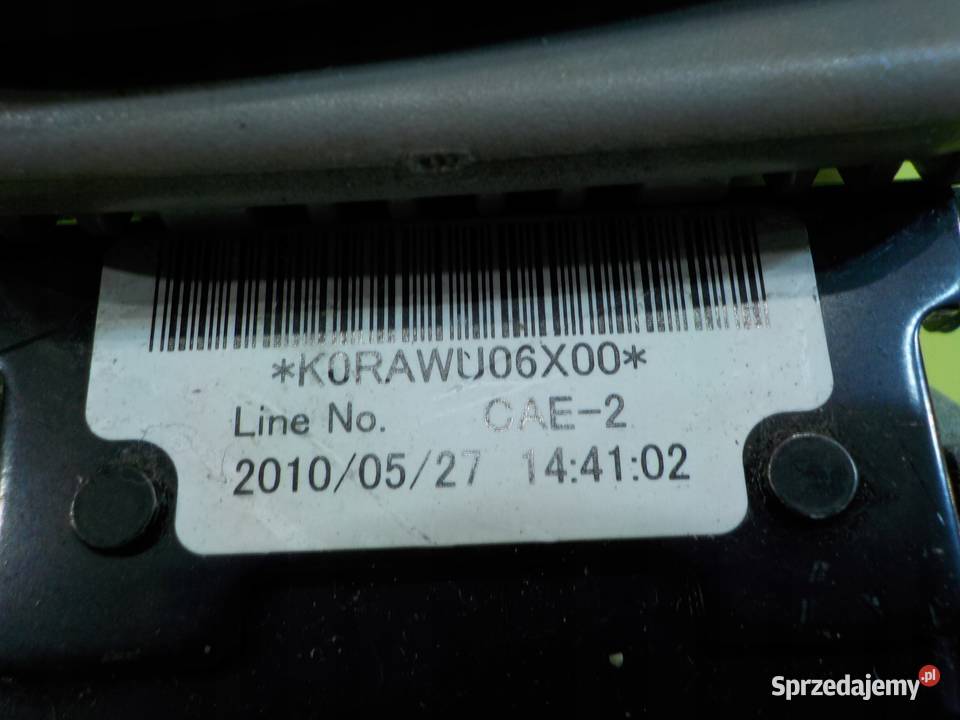 *K0RAWU06X00*
Line No. CAE-2
2010/05/27 14:41:02
Sprzedajemy.pl